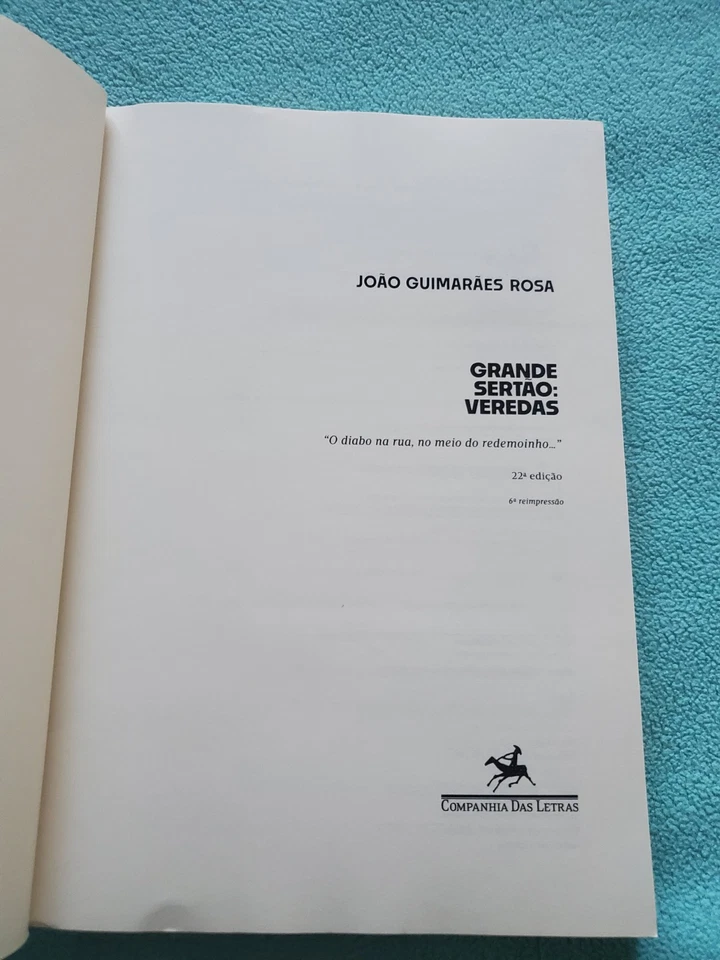 JOÃO GUIMARÃES ROSA
GRANDE
SERTÃO:
VEREDAS
“O diabo na rua, no meio do redemoinho...”
22ª edição
6ª reimpressão
COMPANHIA DAS LETRAS